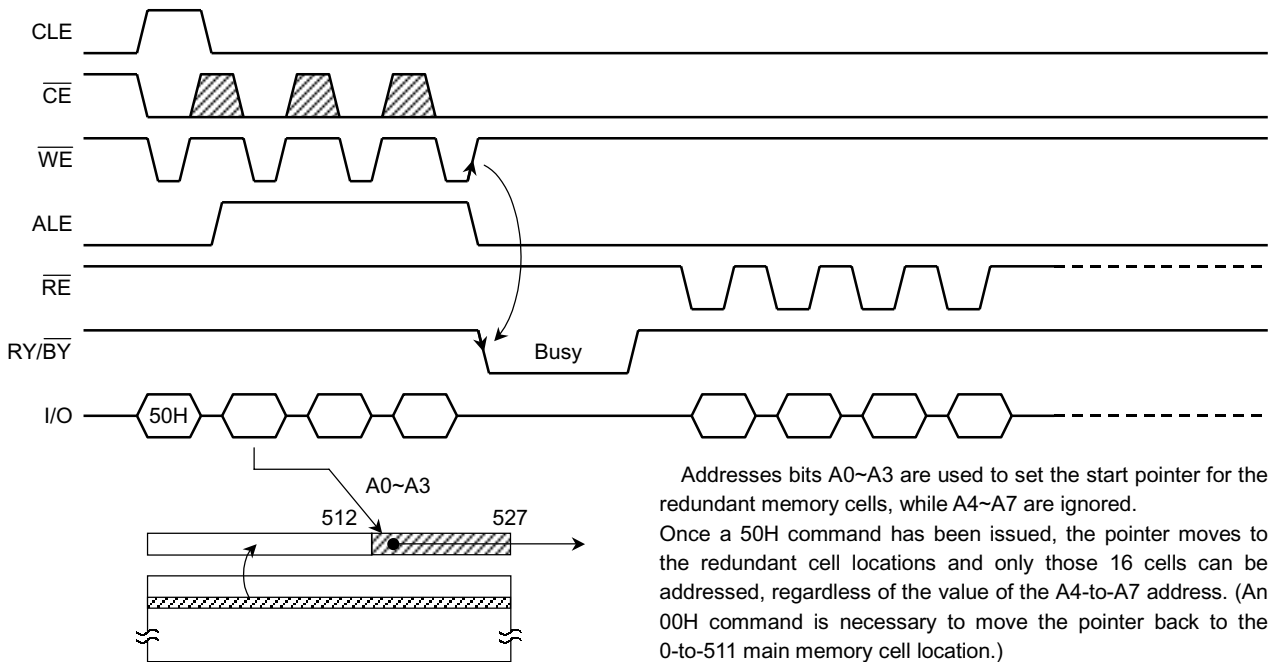 CLE
CE
WE
ALE
RE
RY/BY
Busy
I/O
50H
A0~A3
512
527
Addresses bits A0~A3 are used to set the start pointer for the
redundant memory cells, while A4~A7 are ignored.
Once a 50H command has been issued, the pointer moves to
the redundant cell locations and only those 16 cells can be
addressed, regardless of the value of the A4-to-A7 address. (An
00H command is necessary to move the pointer back to the
0-to-511 main memory cell location.)